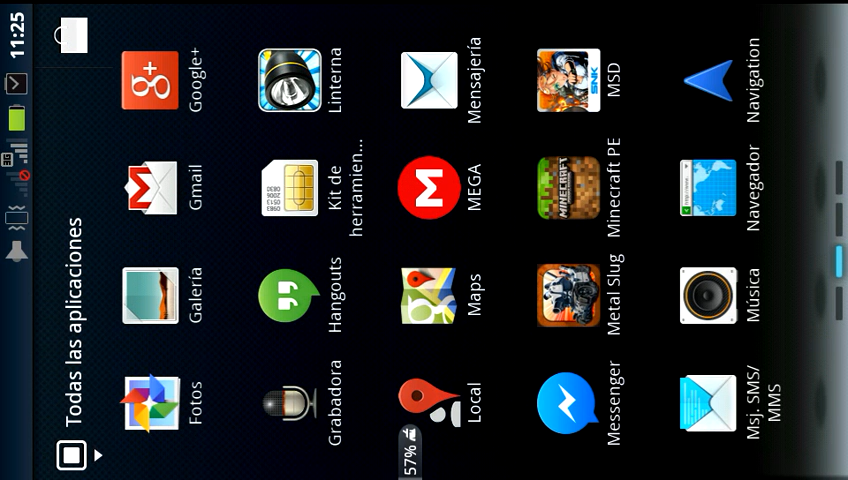 11:25
3G
Todas las aplicaciones
Fotos
Galería
Gmail
Google+
Grabadora
Hangouts
Kit de
herramien...
Linterna
57%
Local
Maps
MEGA
Mensajería
Messenger
Metal Slug
Minecraft PE
MSD
Msj. SMS/
MMS
Música
Navegador
Navigation